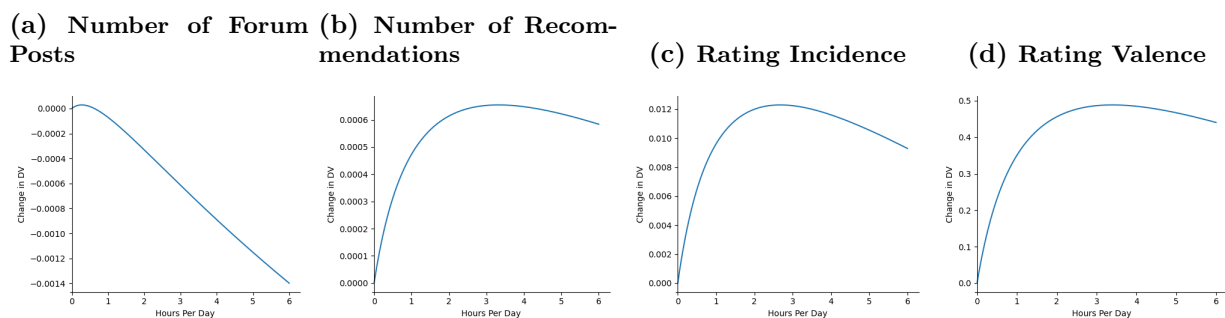 (a) Number of Forum
Posts
(b) Number of Recom-
mendations
(c) Rating Incidence
(d) Rating Valence
Change in DV
0.0000
−0.0002
−0.0004
−0.0006
−0.0008
−0.0010
−0.0012
−0.0014
0 1 2 3 4 5 6
Hours Per Day
Change in DV
0.0006
0.0005
0.0004
0.0003
0.0002
0.0001
0.0000
0 1 2 3 4 5 6
Hours Per Day
Change in DV
0.012
0.010
0.008
0.006
0.004
0.002
0.000
0 1 2 3 4 5 6
Hours Per Day
Change in DV
0.5
0.4
0.3
0.2
0.1
0.0
0 1 2 3 4 5 6
Hours Per Day